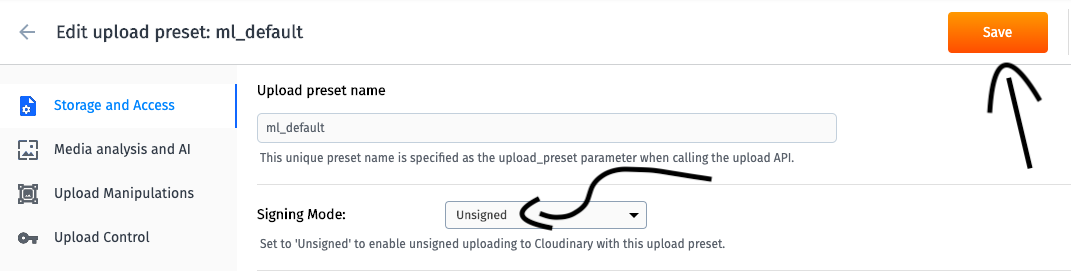 Edit upload preset: ml_default
Save
Storage and Access
Media analysis and AI
Upload Manipulations
Upload Control
Upload preset name
ml_default
This unique preset name is specified as the upload_preset parameter when calling the upload API.
Signing Mode:
Unsigned
Set to 'Unsigned' to enable unsigned uploading to Cloudinary with this upload preset.